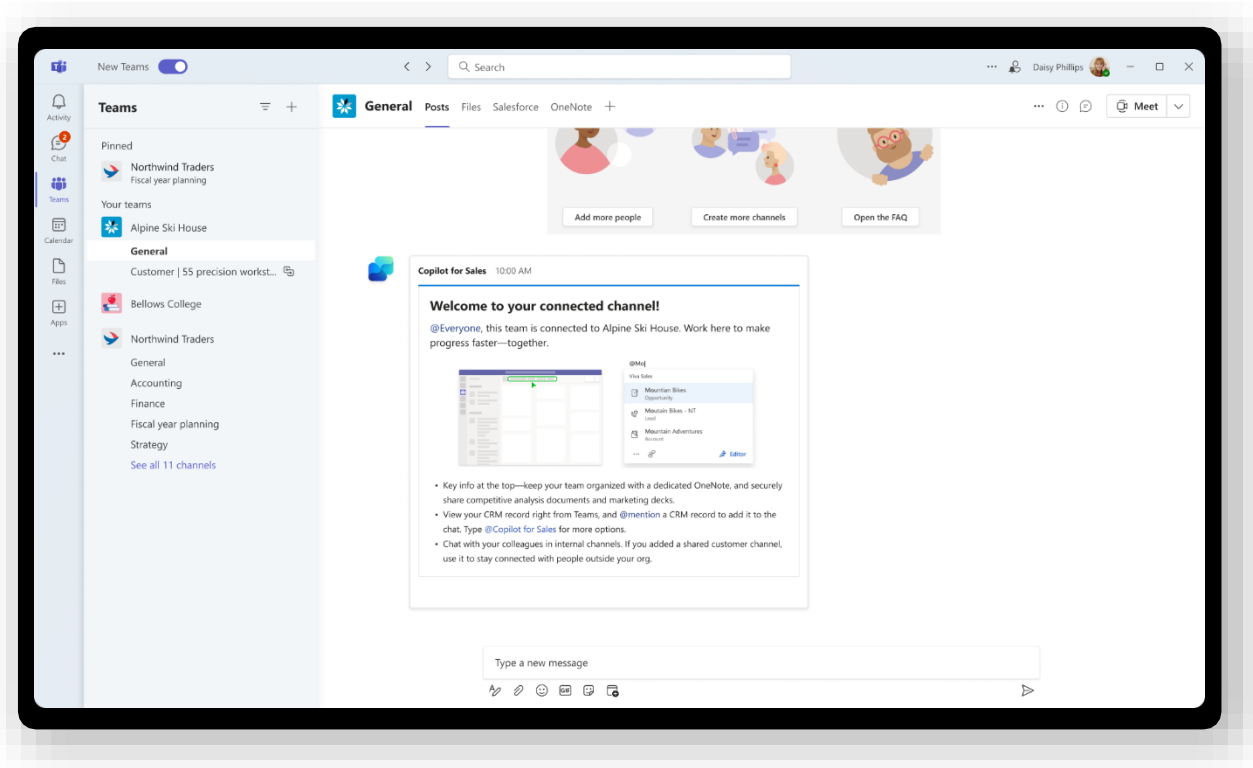 New Teams
Search
Daisy Phillips
Activity
2
Chat
Teams
Calendar
Files
Apps
Teams
Pinned
Northwind Traders
Fiscal year planning
Your teams
Alpine Ski House
General
Customer | 55 precision workst...
Bellows College
Northwind Traders
General
Accounting
Finance
Fiscal year planning
Strategy
See all 11 channels
General Posts Files Salesforce OneNote
Meet
Add more people
Create more channels
Open the FAQ
Copilot for Sales 10:00 AM
Welcome to your connected channel!
@Everyone, this team is connected to Alpine Ski House. Work here to make
progress faster—together.
@Mo
Viva Sales
Mountian Bikes
Opportunity
Moutain Bikes - NT
Lead
Mountain Adventures
Account
Editor
• Key info at the top—keep your team organized with a dedicated OneNote, and securely
share competitive analysis documents and marketing decks.
• View your CRM record right from Teams, and @mention a CRM record to add it to the
chat. Type @Copilot for Sales for more options.
• Chat with your colleagues in internal channels. If you added a shared customer channel,
use it to stay connected with people outside your org.
Type a new message
GIF